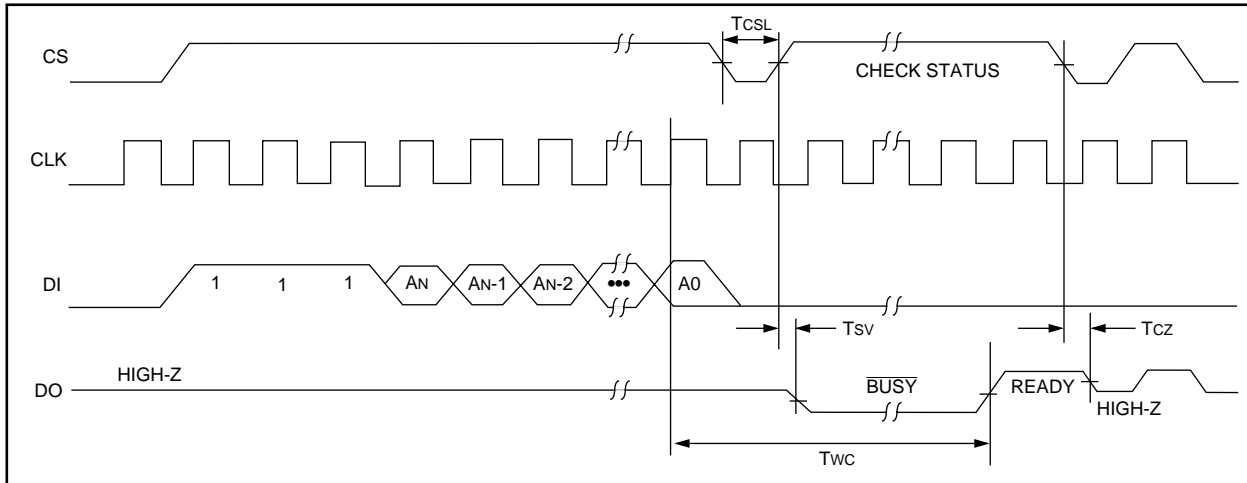 TCSL
CS
CHECK STATUS
CLK
DI
1 1 1 AN AN-1 AN-2 ••• A0
TSV
TCZ
HIGH-Z
DO
BUSY
READY
HIGH-Z
TWC